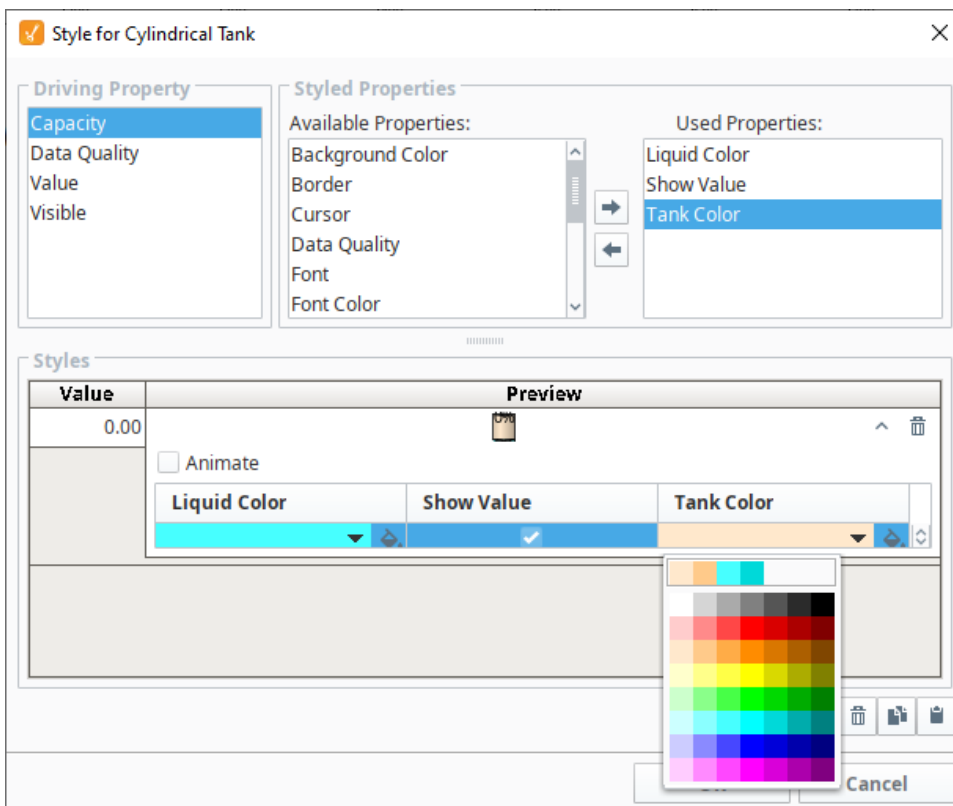 Style for Cylindrical Tank
Driving Property
Styled Properties
Capacity
Data Quality
Value
Visible
Available Properties:
Background Color
Border
Cursor
Data Quality
Font
Font Color
Used Properties:
Liquid Color
Show Value
Tank Color
Styles
Value Preview
0.00
0%
Animate
Liquid Color Show Value Tank Color
Cancel